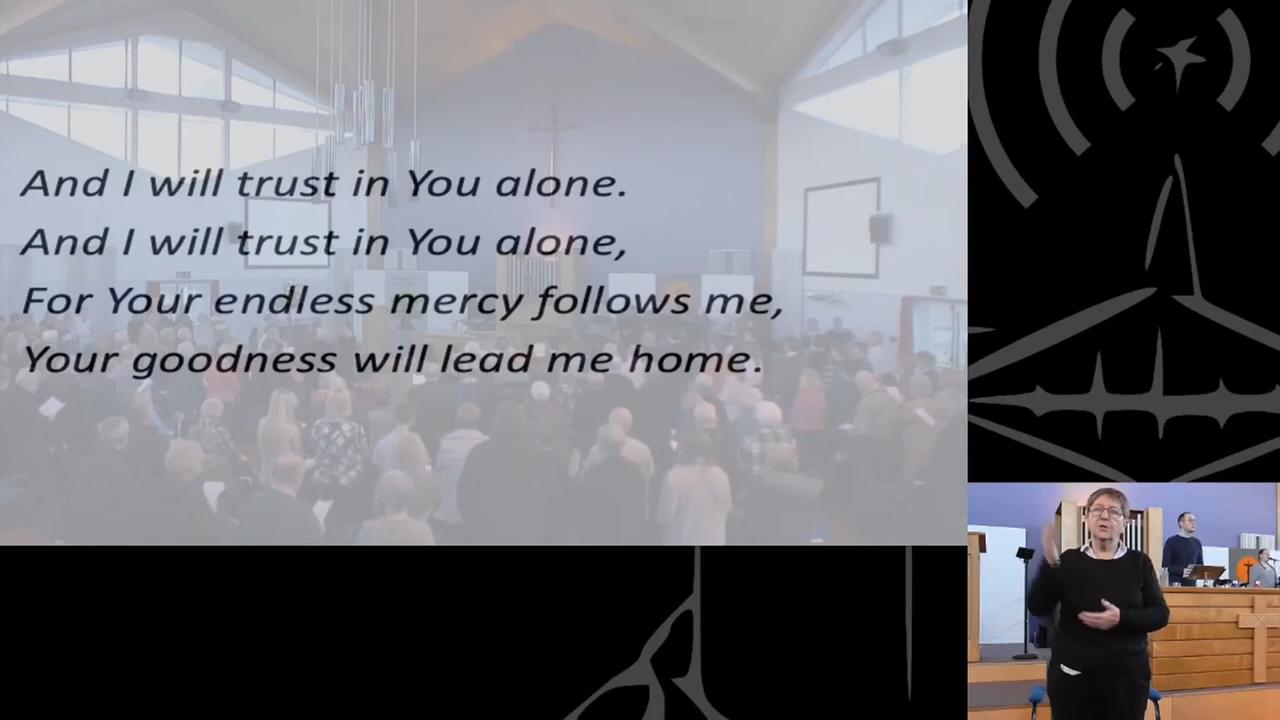 And I will trust in You alone.
And I will trust in You alone,
For Your endless mercy follows me,
Your goodness will lead me home.